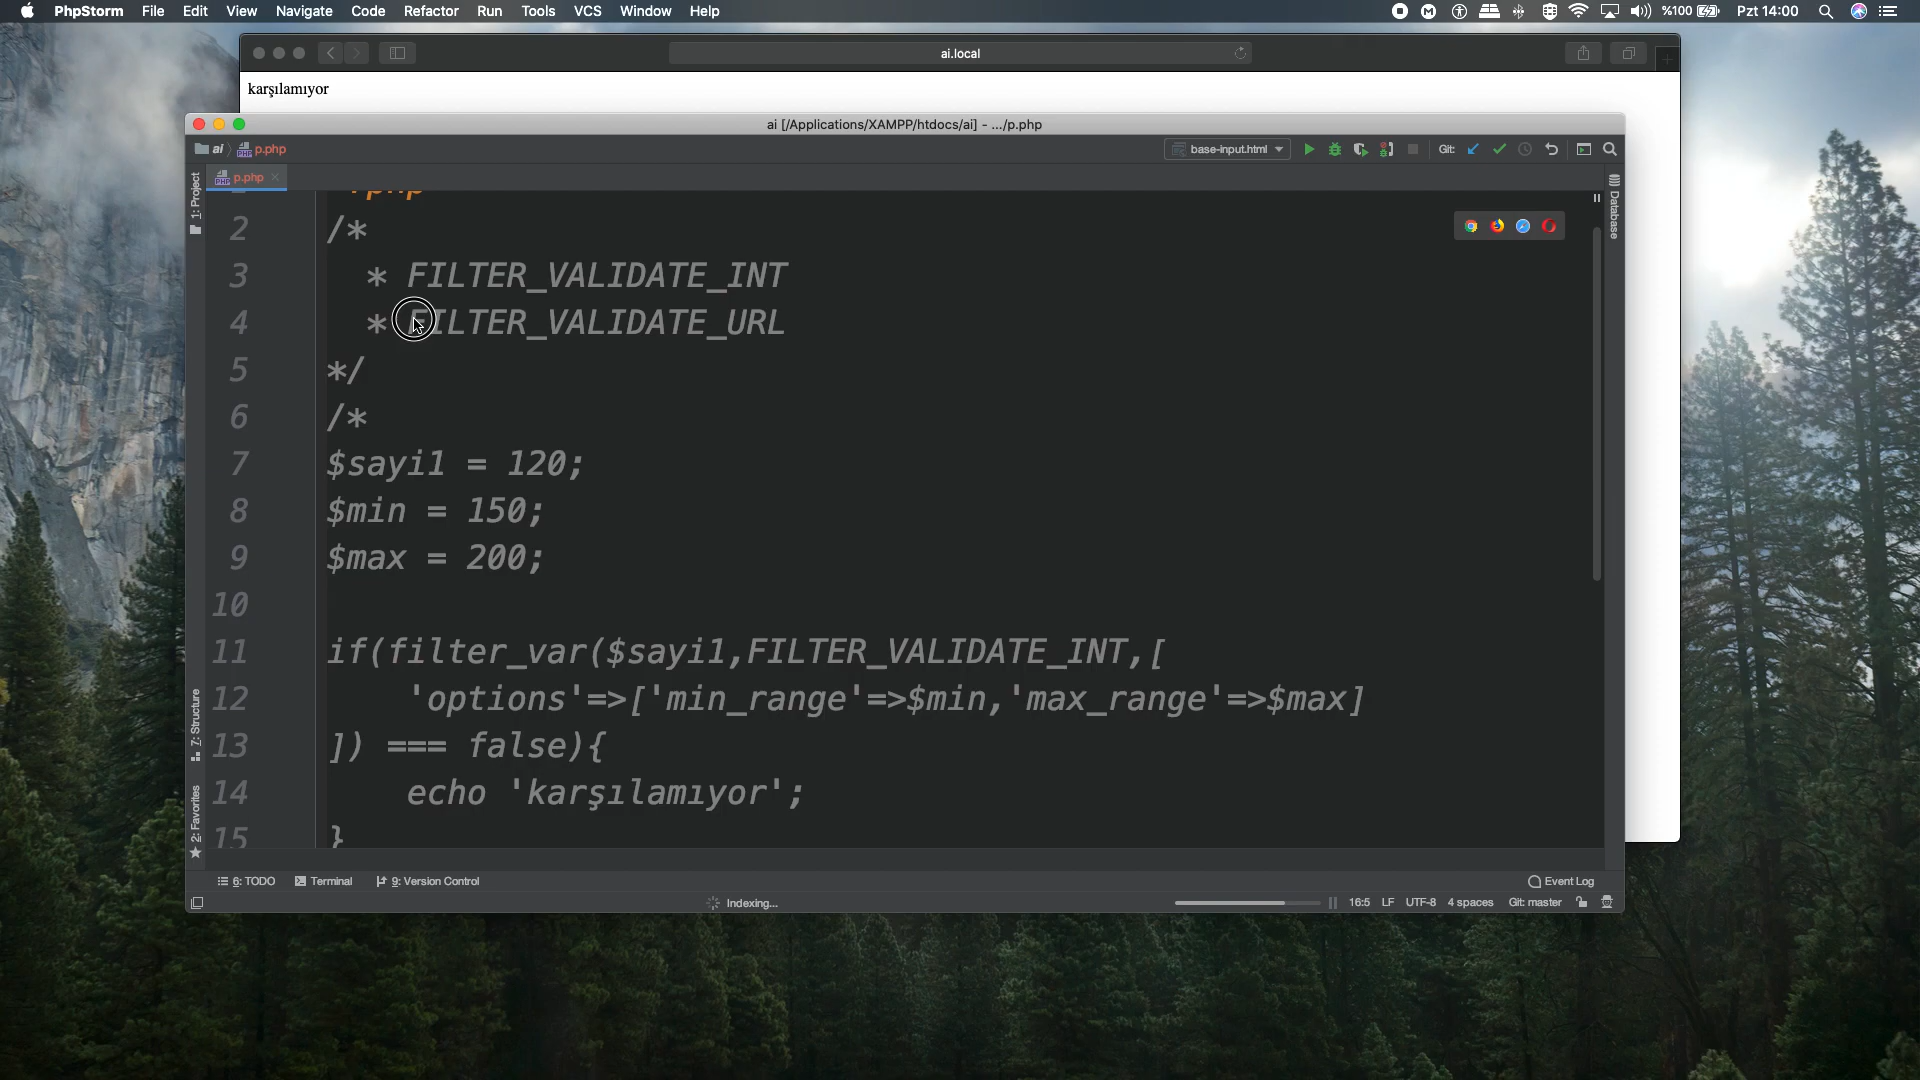 PhpStorm File Edit View Navigate Code Refactor Run Tools VCS Window Help
%100 Pzt 14:00
ai.local
karşılamıyor
ai [/Applications/XAMPP/htdocs/ai] - .../p.php
ai p.php
base-input.html Git:
p.php
1: Project
Database
2 /*
3 * FILTER_VALIDATE_INT
4 * FILTER_VALIDATE_URL
5 */
6 /*
7 $sayi1 = 120;
8 $min = 150;
9 $max = 200;
10
11 if(filter_var($sayi1,FILTER_VALIDATE_INT,[
12 'options'=>['min_range'=>$min,'max_range'=>$max]
13 ]) === false){
14 echo 'karşılamıyor';
15 }
7: Structure
2: Favorites
6: TODO Terminal 9: Version Control Event Log
Indexing... 16:5 LF UTF-8 4 spaces Git: master